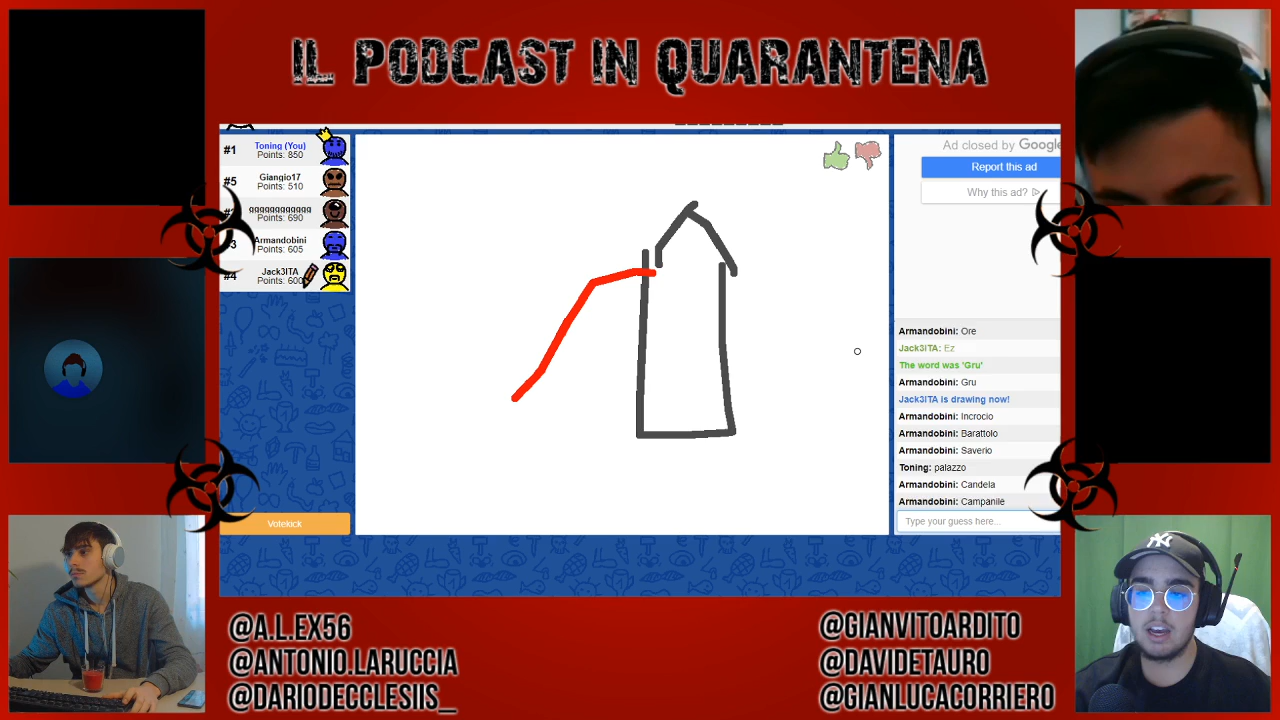 IL PODCAST IN QUARANTENA
#1 Toning (You)
Points: 850
#5 Giangio17
Points: 510
gggggggggggg
Points: 690
3 Armandobini
Points: 605
#4 Jack3ITA
Points: 600
Votekick
Ad closed by Google
Report this ad
Why this ad?
Armandobini: Ore
Jack3ITA: Ez
The word was 'Gru'
Armandobini: Gru
Jack3ITA is drawing now!
Armandobini: Incrocio
Armandobini: Barattolo
Armandobini: Saverio
Toning: palazzo
Armandobini: Candela
Armandobini: Campanile
Type your guess here...
@A.L.EX56
@ANTONIO.LARUCCIA
@DARIODECCLESIIS_
@GIANVITOARDITO
@DAVIDETAURO
@GIANLUCACORRIERO